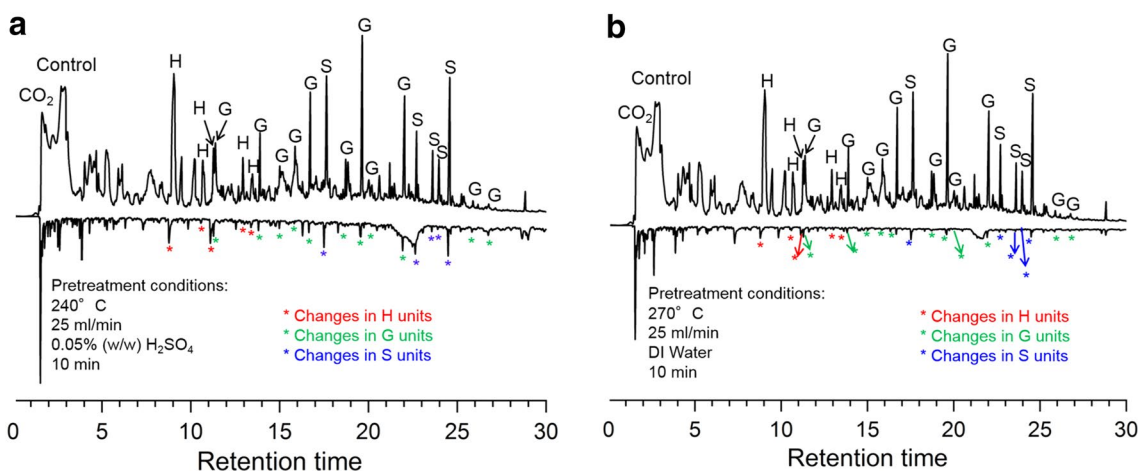 a
Control
CO2
H
H
G
H
G
H
H
G
G
G
S
G
G
G
G
S
S
S
S
G
G
Pretreatment conditions:
240° C
25 ml/min
0.05% (w/w) H2SO4
10 min
* Changes in H units
* Changes in G units
* Changes in S units
0 5 10 15 20 25 30
Retention time
b
Control
CO2
H
H
G
H
G
H
H
G
G
G
S
G
G
G
G
S
S
S
S
G
G
Pretreatment conditions:
270° C
25 ml/min
DI Water
10 min
* Changes in H units
* Changes in G units
* Changes in S units
0 5 10 15 20 25 30
Retention time